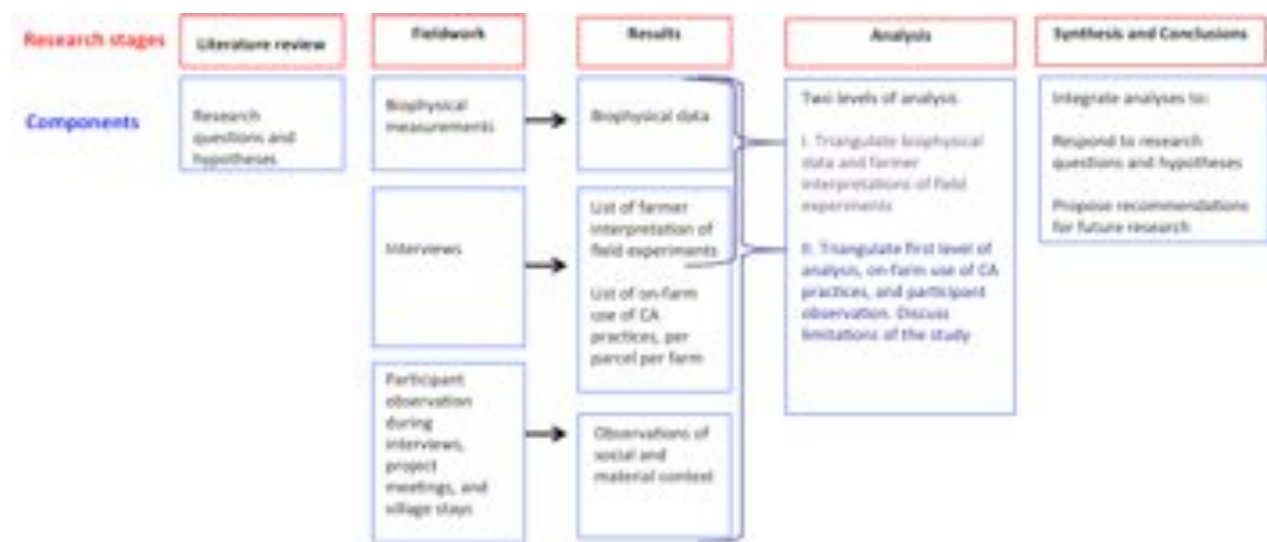 Research stages
Literature review
Fieldwork
Results
Analysis
Synthesis and Conclusions
Components
Research
questions and
hypotheses
Biophysical
measurements
Interviews
Participant
observation
during
interviews,
project
meetings, and
village stays
Biophysical data
List of farmer
interpretation of
field experiments
List of on-farm
use of CA
practices, per
parcel per farm
Observations of
social and
material context
Two levels of analysis
I. Triangulate biophysical
data and farmer
interpretations of field
experiments
II. Triangulate first level of
analysis, on-farm use of CA
practices, and participant
observation. Discuss
limitations of the study
Integrate analyses to:
Respond to research
questions and hypotheses
Propose recommendations
for future research